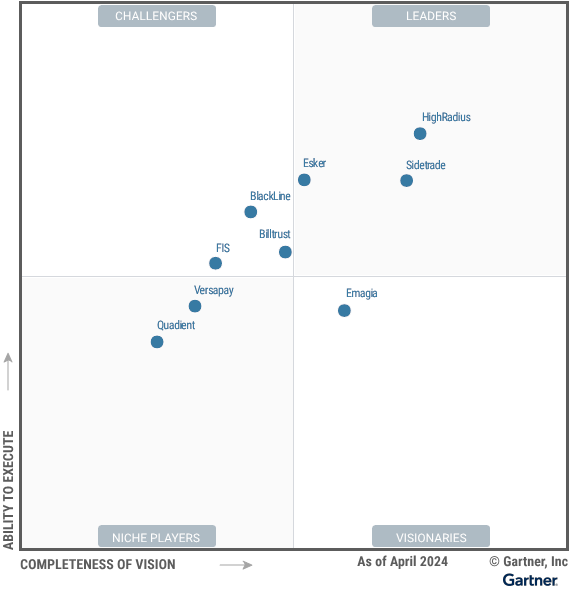 CHALLENGERS
LEADERS
HighRadius
Esker
Sidetrade
BlackLine
Billtrust
FIS
Versapay
Emagia
Quadient
ABILITY TO EXECUTE
NICHE PLAYERS
VISIONARIES
COMPLETENESS OF VISION
As of April 2024
© Gartner, Inc
Gartner